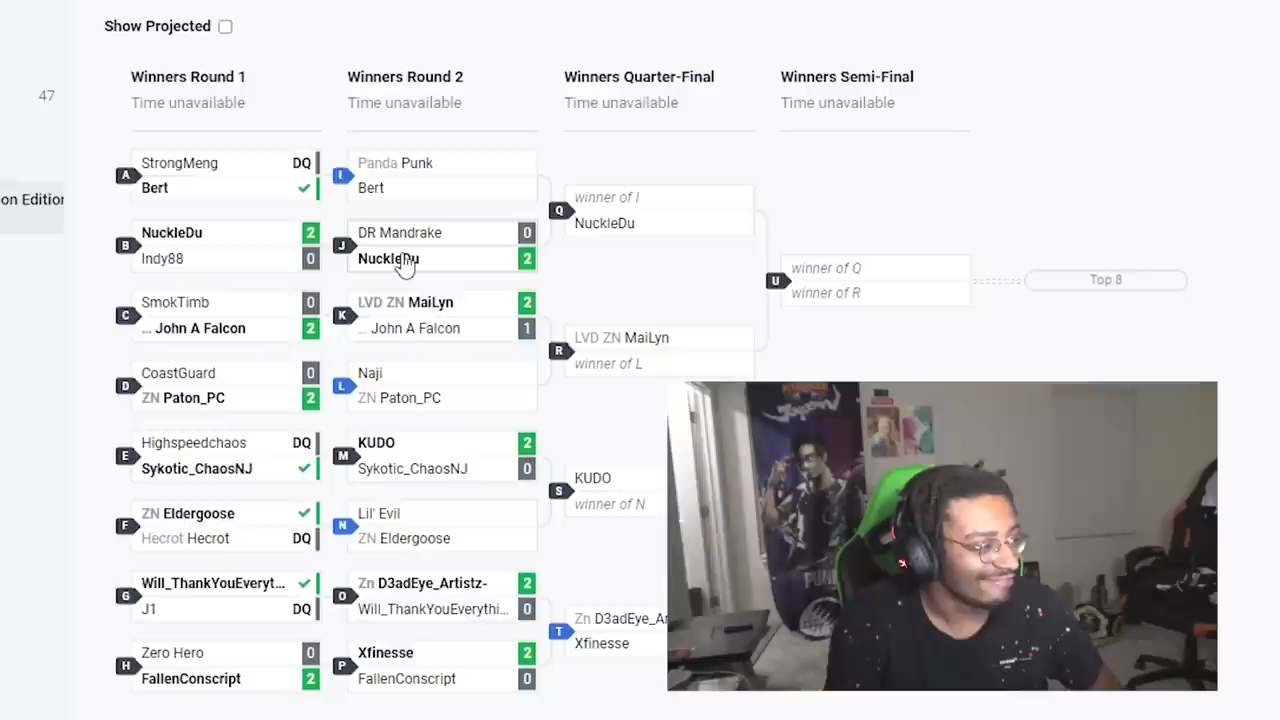 Show Projected
47
on Edition
Winners Round 1
Time unavailable
Winners Round 2
Time unavailable
Winners Quarter-Final
Time unavailable
Winners Semi-Final
Time unavailable
A
StrongMeng DQ
Bert
B
NuckleDu 2
Indy88 0
C
SmokTimb 0
... John A Falcon 2
D
CoastGuard 0
ZN Paton_PC 2
E
Highspeedchaos DQ
Sykotic_ChaosNJ
F
ZN Eldergoose
Hecrot Hecrot DQ
G
Will_ThankYouEveryt...
J1 DQ
H
Zero Hero 0
FallenConscript 2
I
Panda Punk
Bert
J
DR Mandrake 0
NuckleDu 2
K
LVD ZN MaiLyn 2
... John A Falcon 1
L
Naji
ZN Paton_PC
M
KUDO 2
Sykotic_ChaosNJ 0
N
Lil' Evil
ZN Eldergoose
O
Zn D3adEye_Artistz- 2
Will_ThankYouEverythi... 0
P
Xfinesse 2
FallenConscript 0
Q
winner of I
NuckleDu
R
LVD ZN MaiLyn
winner of L
S
KUDO
winner of N
T
Zn D3adEye_Ar
Xfinesse
U
winner of Q
winner of R
Top 8
PUNK